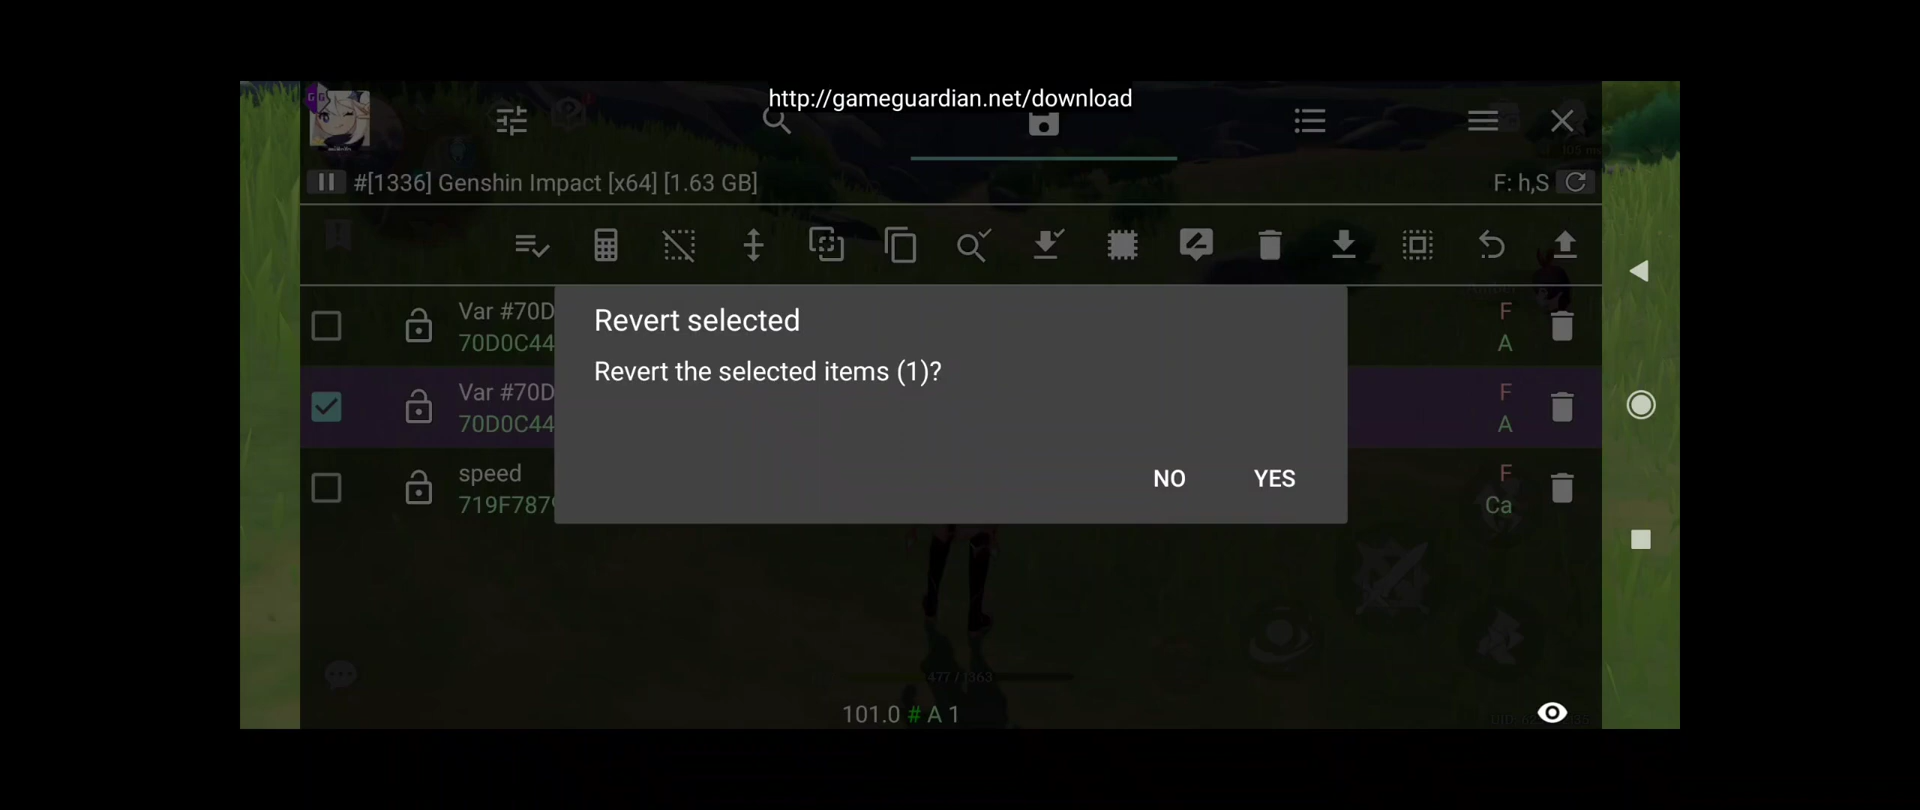 http://gameguardian.net/download
#[1336] Genshin Impact [x64] [1.63 GB]
F: h,S
Var #70D
70D0C44
F
A
Revert selected
Revert the selected items (1)?
NO
YES
Var #70D
70D0C44
F
A
speed
719F787
F
Ca
477 /
101.0 # A 1